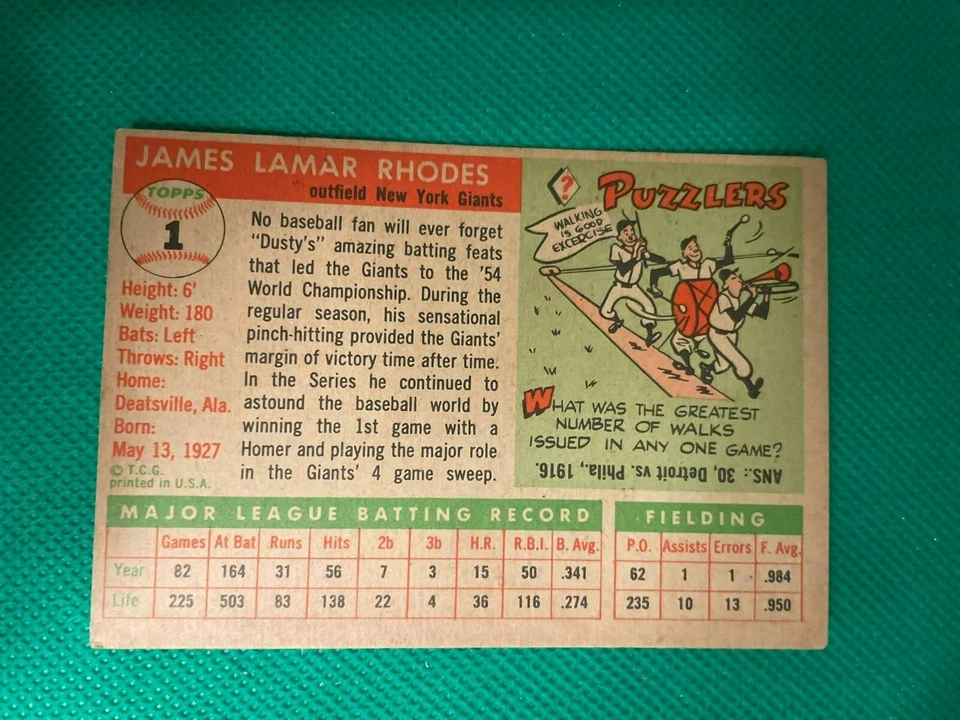 JAMES LAMAR RHODES
outfield New York Giants
TOPPS
1
Height: 6'
Weight: 180
Bats: Left
Throws: Right
Home:
Deatsville, Ala.
Born:
May 13, 1927
© T.C.G.
printed in U.S.A.
No baseball fan will ever forget
"Dusty's" amazing batting feats
that led the Giants to the '54
World Championship. During the
regular season, his sensational
pinch-hitting provided the Giants'
margin of victory time after time.
In the Series he continued to
astound the baseball world by
winning the 1st game with a
Homer and playing the major role
in the Giants' 4 game sweep.
? PUZZLERS
WALKING
IS GOOD
EXCERCISE
WHAT WAS THE GREATEST
NUMBER OF WALKS
ISSUED IN ANY ONE GAME?
ANS.: 30, Detroit vs. Phila., 1916.
MAJOR LEAGUE BATTING RECORD
Games At Bat Runs Hits 2b 3b H.R. R.B.I. B. Avg.
Year 82 164 31 56 7 3 15 50 .341
Life 225 503 83 138 22 4 36 116 .274
FIELDING
P.O. Assists Errors F. Avg.
62 1 1 .984
235 10 13 .950